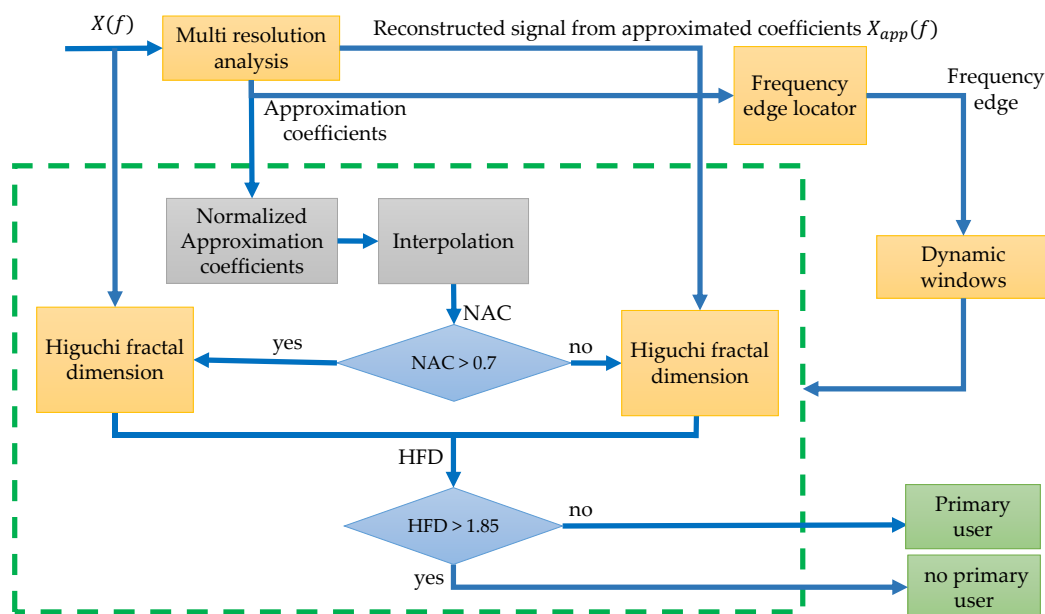 X(f)
Multi resolution
analysis
Reconstructed signal from approximated coefficients X_app(f)
Frequency
edge locator
Frequency
edge
Approximation
coefficients
Normalized
Approximation
coefficients
Interpolation
Dynamic
windows
NAC
Higuchi fractal
dimension
yes
NAC > 0.7
no
Higuchi fractal
dimension
HFD
HFD > 1.85
no
Primary
user
yes
no primary
user